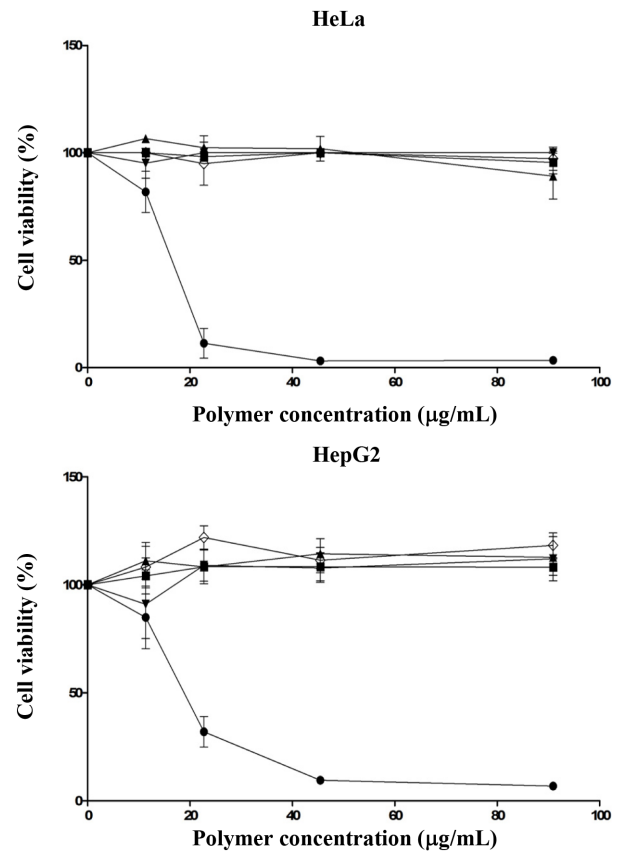 HeLa
150
100
50
0
Cell viability (%)
0 20 40 60 80 100
Polymer concentration (μg/mL)
HepG2
150
100
50
0
Cell viability (%)
0 20 40 60 80 100
Polymer concentration (μg/mL)